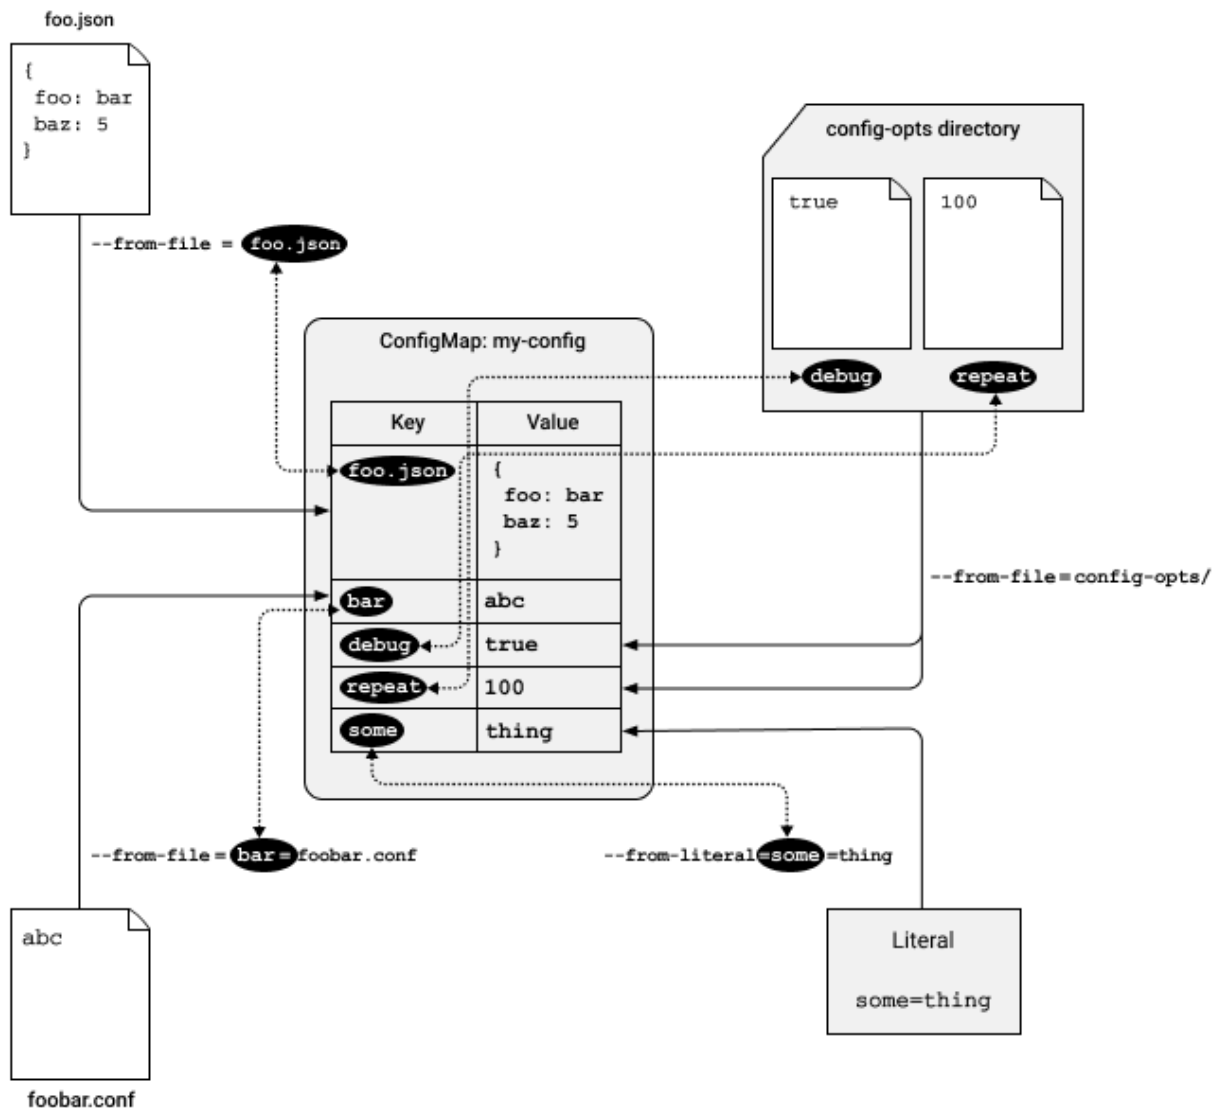 foo.json
{
foo: bar
baz: 5
}
--from-file = foo.json
config-opts directory
true
100
debug
repeat
ConfigMap: my-config
Key
Value
foo.json
{
foo: bar
baz: 5
}
bar
abc
debug
true
repeat
100
some
thing
--from-file=config-opts/
--from-file=bar=foobar.conf
--from-literal=some=thing
abc
foobar.conf
Literal
some=thing